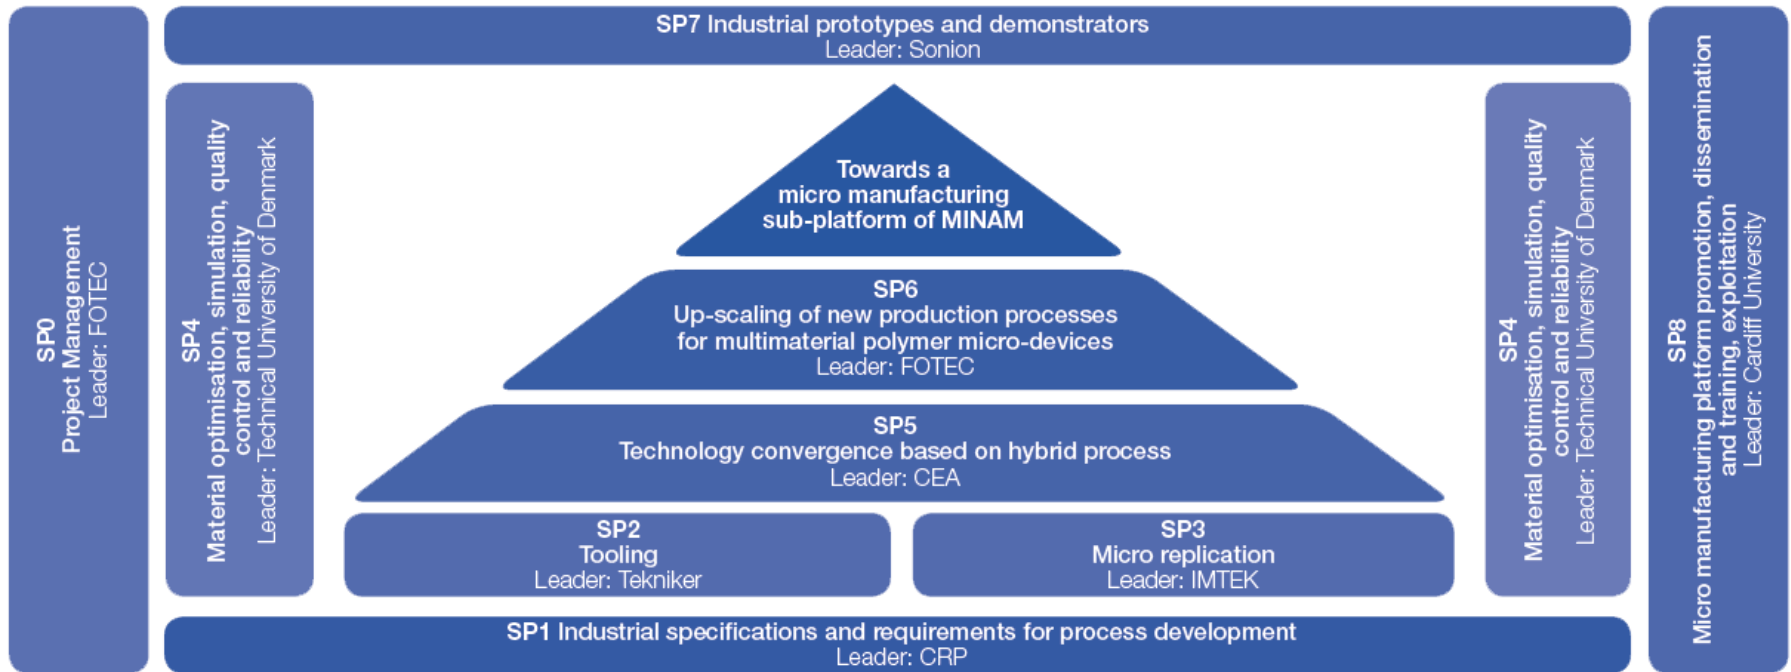 SP0
Project Management
Leader: FOTEC
SP7 Industrial prototypes and demonstrators
Leader: Sonion
SP4
Material optimisation, simulation, quality
control and reliability
Leader: Technical University of Denmark
Towards a
micro manufacturing
sub-platform of MINAM
SP6
Up-scaling of new production processes
for multimaterial polymer micro-devices
Leader: FOTEC
SP5
Technology convergence based on hybrid process
Leader: CEA
SP2
Tooling
Leader: Tekniker
SP3
Micro replication
Leader: IMTEK
SP4
Material optimisation, simulation, quality
control and reliability
Leader: Technical University of Denmark
SP1 Industrial specifications and requirements for process development
Leader: CRP
SP8
Micro manufacturing platform promotion, dissemination
and training, exploitation
Leader: Cardiff University